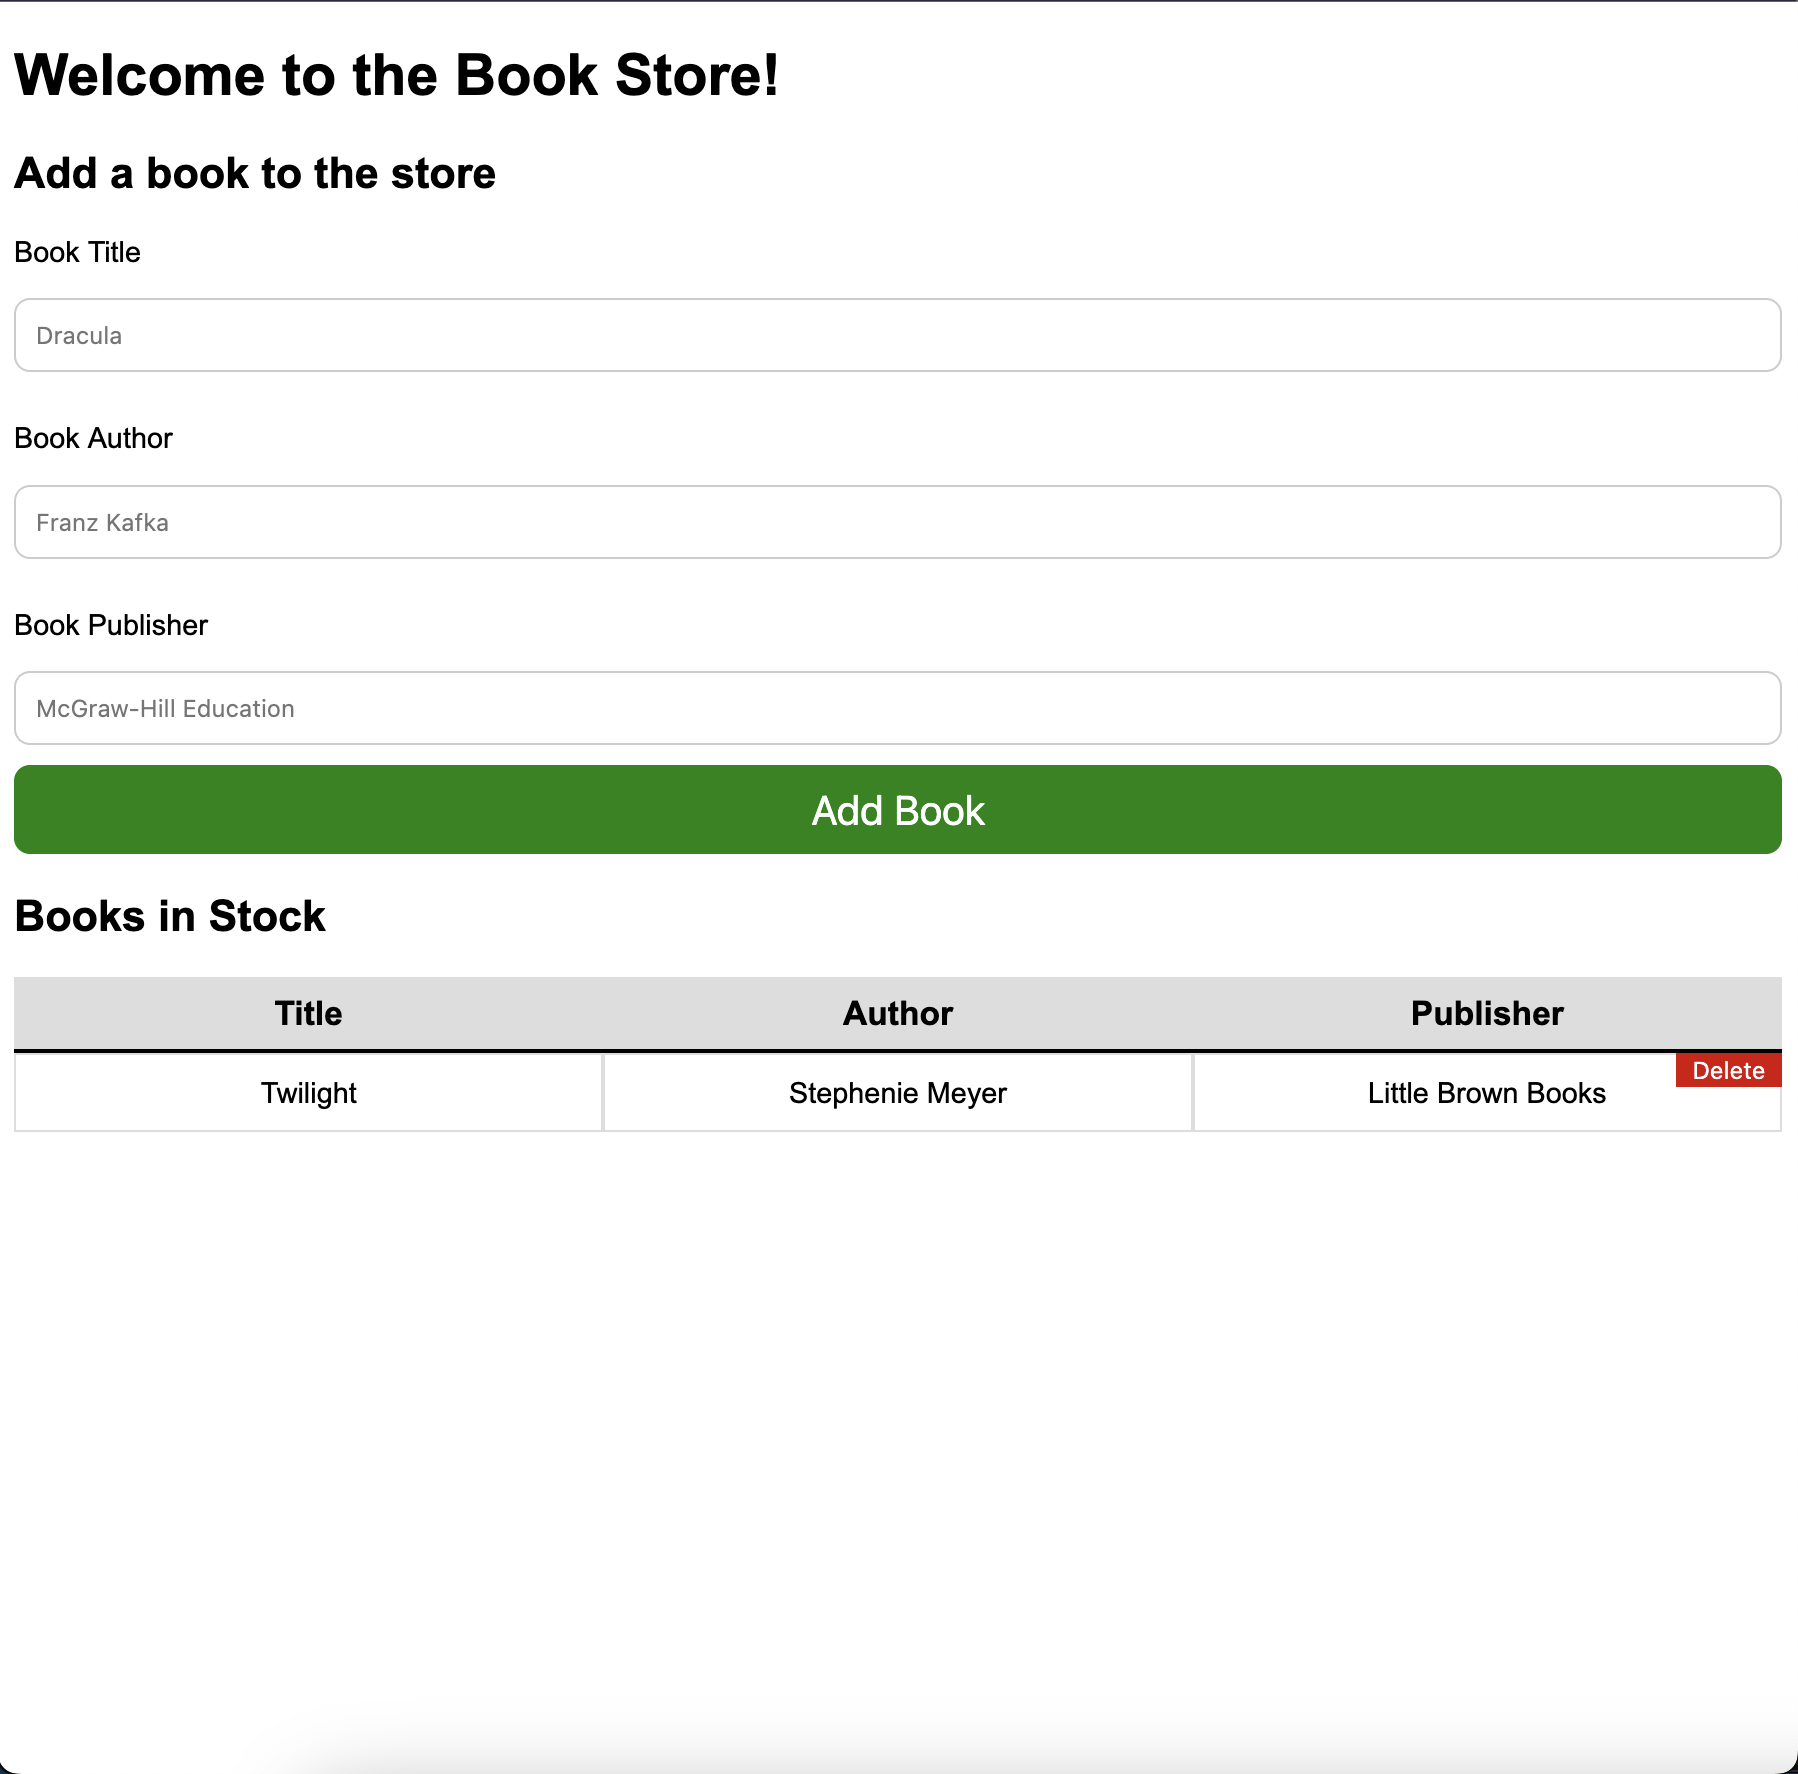 Welcome to the Book Store!
Add a book to the store
Book Title
Dracula
Book Author
Franz Kafka
Book Publisher
McGraw-Hill Education
Add Book
Books in Stock
Title Author Publisher
Twilight Stephenie Meyer Little Brown Books Delete